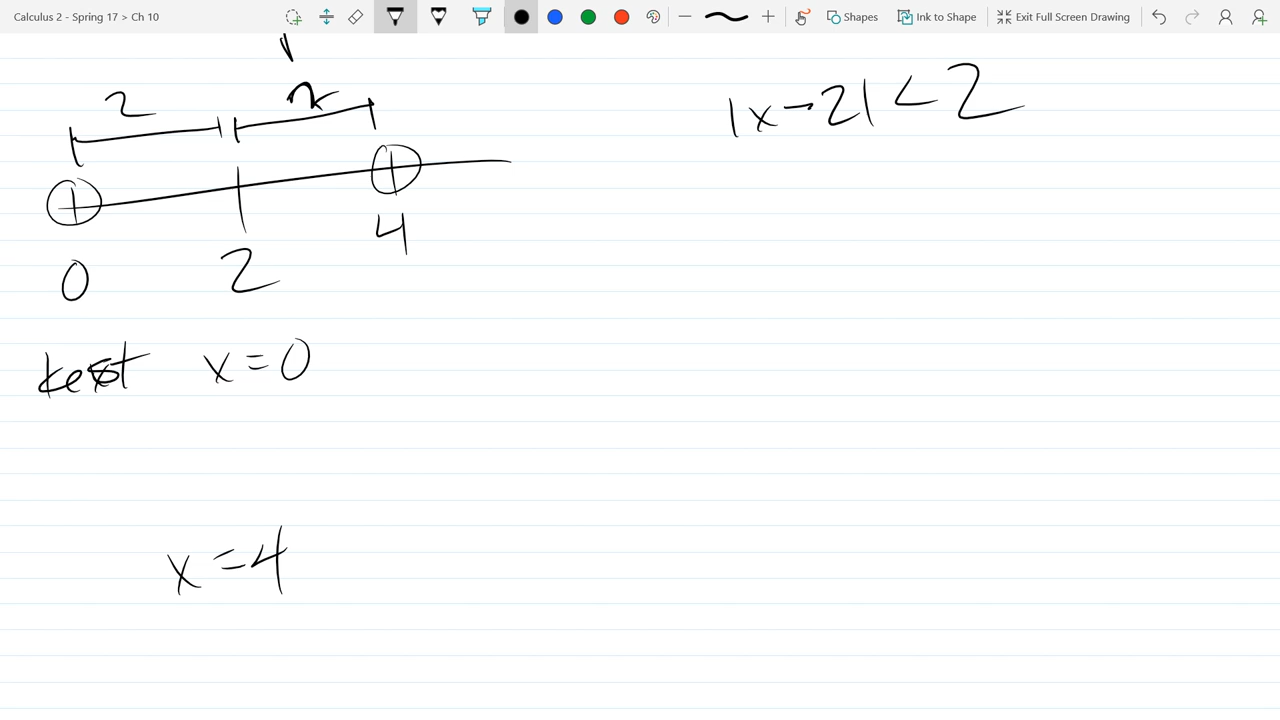 Calculus 2 - Spring 17 > Ch 10
Shapes
Ink to Shape
Exit Full Screen Drawing
2
|x-2| < 2
0
2
4
test x=0
x=4